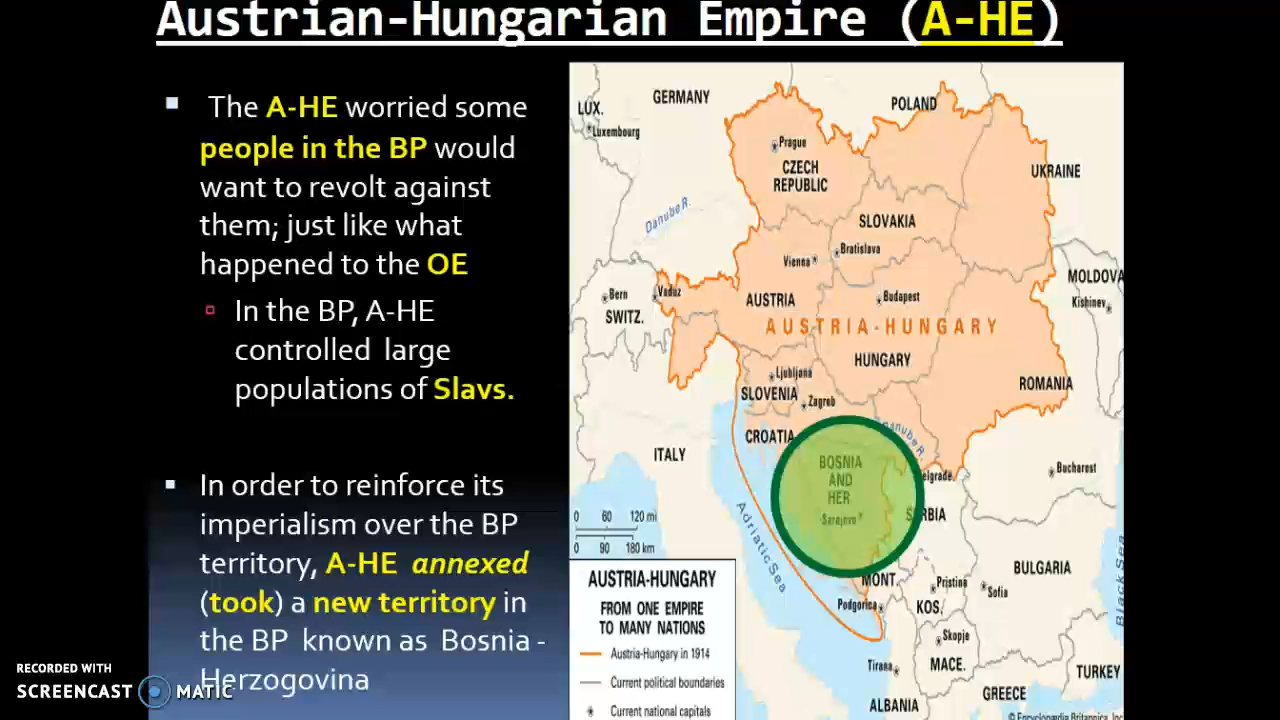 Austrian-Hungarian Empire (A-HE)
The A-HE worried some
people in the BP would
want to revolt against
them; just like what
happened to the OE
In the BP, A-HE
controlled large
populations of Slavs.
In order to reinforce its
imperialism over the BP
territory, A-HE annexed
(took) a new territory in
the BP known as Bosnia -
Herzogovina
RECORDED WITH
SCREENCAST MATIC
GERMANY
POLAND
LUX.
Luxembourg
Prague
CZECH
REPUBLIC
UKRAINE
Danube R.
SLOVAKIA
Bratislava
Vienna
MOLDOVA
Kishinev
Bern
Vaduz
SWITZ.
AUSTRIA
Budapest
AUSTRIA-HUNGARY
HUNGARY
Ljubljana
SLOVENIA
Zagreb
ROMANIA
CROATIA
Danube R.
ITALY
BOSNIA
AND
HER
Sarajevo
Belgrade
SERBIA
Bucharest
0 60 120 mi
0 90 180 km
Adriatic Sea
MONT.
Podgorica
Pristina
KOS.
Sofia
BULGARIA
Black Sea
Skopje
MACE.
Tirana
ALBANIA
GREECE
TURKEY
AUSTRIA-HUNGARY
FROM ONE EMPIRE
TO MANY NATIONS
Austria-Hungary in 1914
Current political boundaries
Current national capitals
© Encyclopædia Britannica, Inc.